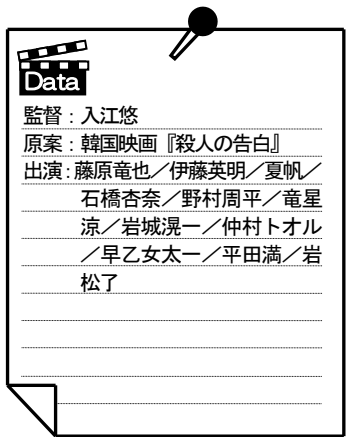 Data
監督：入江悠
原案：韓国映画『殺人の告白』
出演：藤原竜也／伊藤英明／夏帆／
石橋杏奈／野村周平／竜星
涼／岩城滉一／仲村トオル
／早乙女太一／平田満／岩
松了